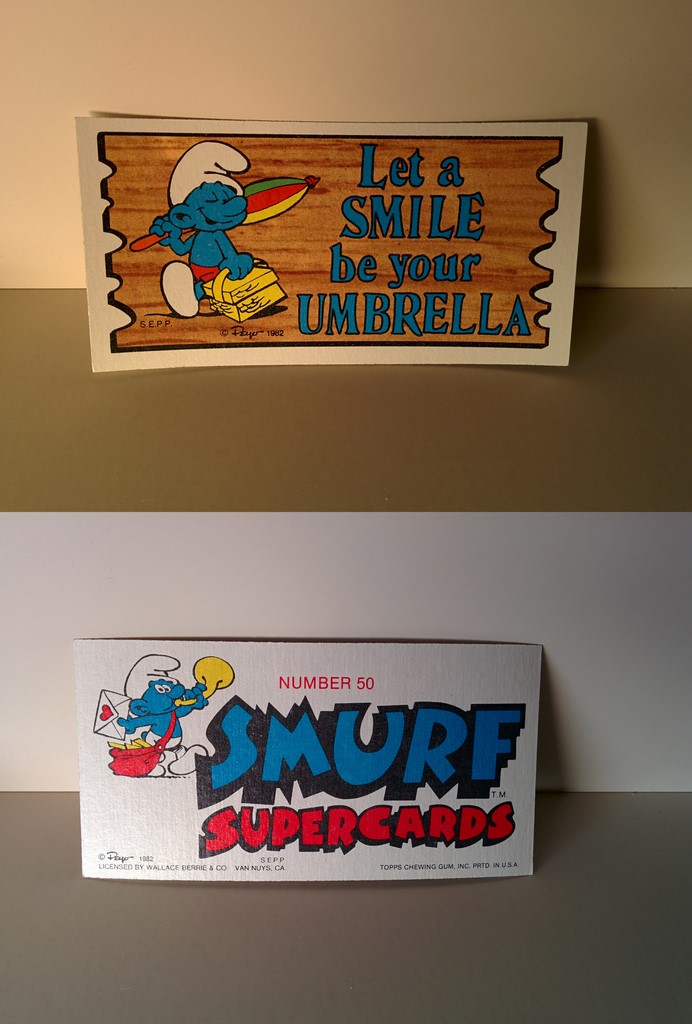 Let a
SMILE
be your
UMBRELLA
S.E.P.P.
© Peyo 1982
NUMBER 50
SMURF
T.M.
SUPERCARDS
© Peyo 1982
S.E.P.P
LICENSED BY WALLACE BERRIE & CO VAN NUYS, CA
TOPPS CHEWING GUM, INC. PRTD. IN U.S.A.